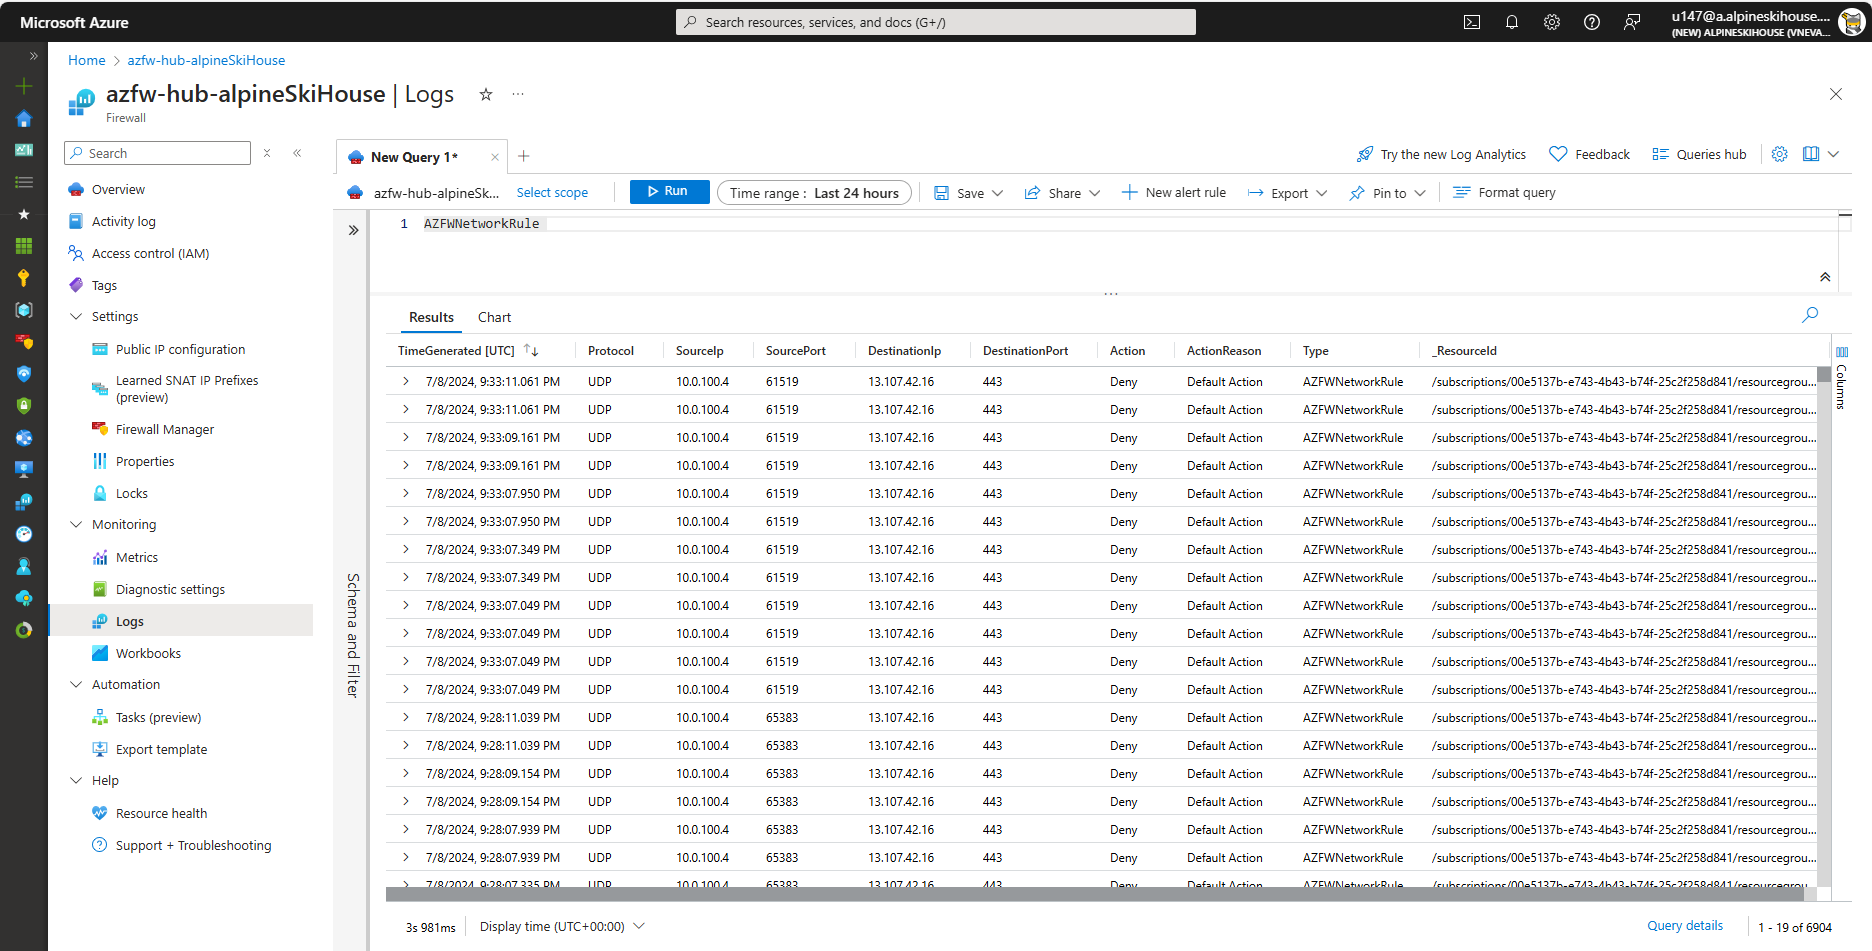 Microsoft Azure
Search resources, services, and docs (G+/)
u147@a.alpineskihouse....
(NEW) ALPINESKIHOUSE (VNEVA...
Home > azfw-hub-alpineSkiHouse
azfw-hub-alpineSkiHouse | Logs
Firewall
Search
Overview
Activity log
Access control (IAM)
Tags
Settings
Public IP configuration
Learned SNAT IP Prefixes
(preview)
Firewall Manager
Properties
Locks
Monitoring
Metrics
Diagnostic settings
Logs
Workbooks
Automation
Tasks (preview)
Export template
Help
Resource health
Support + Troubleshooting
New Query 1*
Try the new Log Analytics Feedback Queries hub
azfw-hub-alpineSk... Select scope Run Time range : Last 24 hours Save Share New alert rule Export Pin to Format query
1 AZFWNetworkRule
Schema and Filter
Results Chart
TimeGenerated [UTC] Protocol SourceIp SourcePort DestinationIp DestinationPort Action ActionReason Type _ResourceId
7/8/2024, 9:33:11.061 PM UDP 10.0.100.4 61519 13.107.42.16 443 Deny Default Action AZFWNetworkRule /subscriptions/00e5137b-e743-4b43-b74f-25c2f258d841/resourcegrou...
7/8/2024, 9:33:11.061 PM UDP 10.0.100.4 61519 13.107.42.16 443 Deny Default Action AZFWNetworkRule /subscriptions/00e5137b-e743-4b43-b74f-25c2f258d841/resourcegrou...
7/8/2024, 9:33:09.161 PM UDP 10.0.100.4 61519 13.107.42.16 443 Deny Default Action AZFWNetworkRule /subscriptions/00e5137b-e743-4b43-b74f-25c2f258d841/resourcegrou...
7/8/2024, 9:33:09.161 PM UDP 10.0.100.4 61519 13.107.42.16 443 Deny Default Action AZFWNetworkRule /subscriptions/00e5137b-e743-4b43-b74f-25c2f258d841/resourcegrou...
7/8/2024, 9:33:07.950 PM UDP 10.0.100.4 61519 13.107.42.16 443 Deny Default Action AZFWNetworkRule /subscriptions/00e5137b-e743-4b43-b74f-25c2f258d841/resourcegrou...
7/8/2024, 9:33:07.950 PM UDP 10.0.100.4 61519 13.107.42.16 443 Deny Default Action AZFWNetworkRule /subscriptions/00e5137b-e743-4b43-b74f-25c2f258d841/resourcegrou...
7/8/2024, 9:33:07.349 PM UDP 10.0.100.4 61519 13.107.42.16 443 Deny Default Action AZFWNetworkRule /subscriptions/00e5137b-e743-4b43-b74f-25c2f258d841/resourcegrou...
7/8/2024, 9:33:07.349 PM UDP 10.0.100.4 61519 13.107.42.16 443 Deny Default Action AZFWNetworkRule /subscriptions/00e5137b-e743-4b43-b74f-25c2f258d841/resourcegrou...
7/8/2024, 9:33:07.049 PM UDP 10.0.100.4 61519 13.107.42.16 443 Deny Default Action AZFWNetworkRule /subscriptions/00e5137b-e743-4b43-b74f-25c2f258d841/resourcegrou...
7/8/2024, 9:33:07.049 PM UDP 10.0.100.4 61519 13.107.42.16 443 Deny Default Action AZFWNetworkRule /subscriptions/00e5137b-e743-4b43-b74f-25c2f258d841/resourcegrou...
7/8/2024, 9:33:07.049 PM UDP 10.0.100.4 61519 13.107.42.16 443 Deny Default Action AZFWNetworkRule /subscriptions/00e5137b-e743-4b43-b74f-25c2f258d841/resourcegrou...
7/8/2024, 9:33:07.049 PM UDP 10.0.100.4 61519 13.107.42.16 443 Deny Default Action AZFWNetworkRule /subscriptions/00e5137b-e743-4b43-b74f-25c2f258d841/resourcegrou...
7/8/2024, 9:28:11.039 PM UDP 10.0.100.4 65383 13.107.42.16 443 Deny Default Action AZFWNetworkRule /subscriptions/00e5137b-e743-4b43-b74f-25c2f258d841/resourcegrou...
7/8/2024, 9:28:11.039 PM UDP 10.0.100.4 65383 13.107.42.16 443 Deny Default Action AZFWNetworkRule /subscriptions/00e5137b-e743-4b43-b74f-25c2f258d841/resourcegrou...
7/8/2024, 9:28:09.154 PM UDP 10.0.100.4 65383 13.107.42.16 443 Deny Default Action AZFWNetworkRule /subscriptions/00e5137b-e743-4b43-b74f-25c2f258d841/resourcegrou...
7/8/2024, 9:28:09.154 PM UDP 10.0.100.4 65383 13.107.42.16 443 Deny Default Action AZFWNetworkRule /subscriptions/00e5137b-e743-4b43-b74f-25c2f258d841/resourcegrou...
7/8/2024, 9:28:07.939 PM UDP 10.0.100.4 65383 13.107.42.16 443 Deny Default Action AZFWNetworkRule /subscriptions/00e5137b-e743-4b43-b74f-25c2f258d841/resourcegrou...
7/8/2024, 9:28:07.939 PM UDP 10.0.100.4 65383 13.107.42.16 443 Deny Default Action AZFWNetworkRule /subscriptions/00e5137b-e743-4b43-b74f-25c2f258d841/resourcegrou...
7/8/2024, 9:28:07.335 PM UDP 10.0.100.4 65383 13.107.42.16 443 Deny Default Action AZFWNetworkRule /subscriptions/00e5137b-e743-4b43-b74f-25c2f258d841/resourcegrou...
Columns
3s 981ms Display time (UTC+00:00) Query details 1 - 19 of 6904